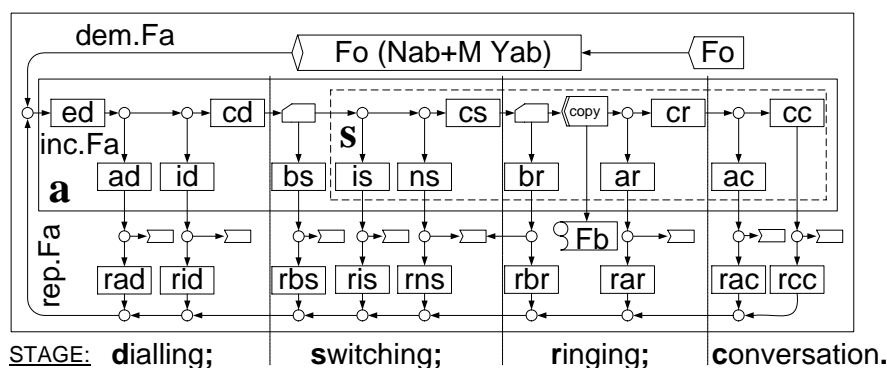 dem.Fa
Fo (Nab+M Yab)
Fo
ed
cd
cs
copy
cr
cc
inc.Fa
s
a
ad
id
bs
is
ns
br
ar
ac
rep.Fa
Fb
rad
rid
rbs
ris
rns
rbr
rar
rac
rcc
STAGE: dialling; switching; ringing; conversation.